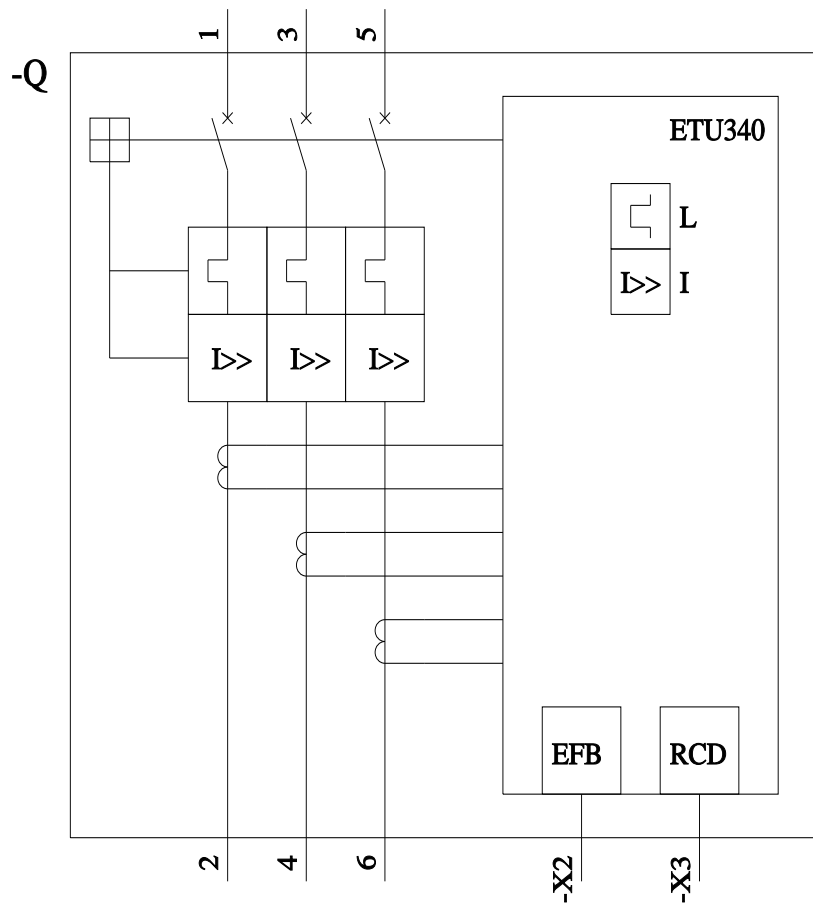 1 3 5
-Q
ETU340
L
I>> I
I>> I>> I>>
EFB RCD
2 4 6 -X2 -X3